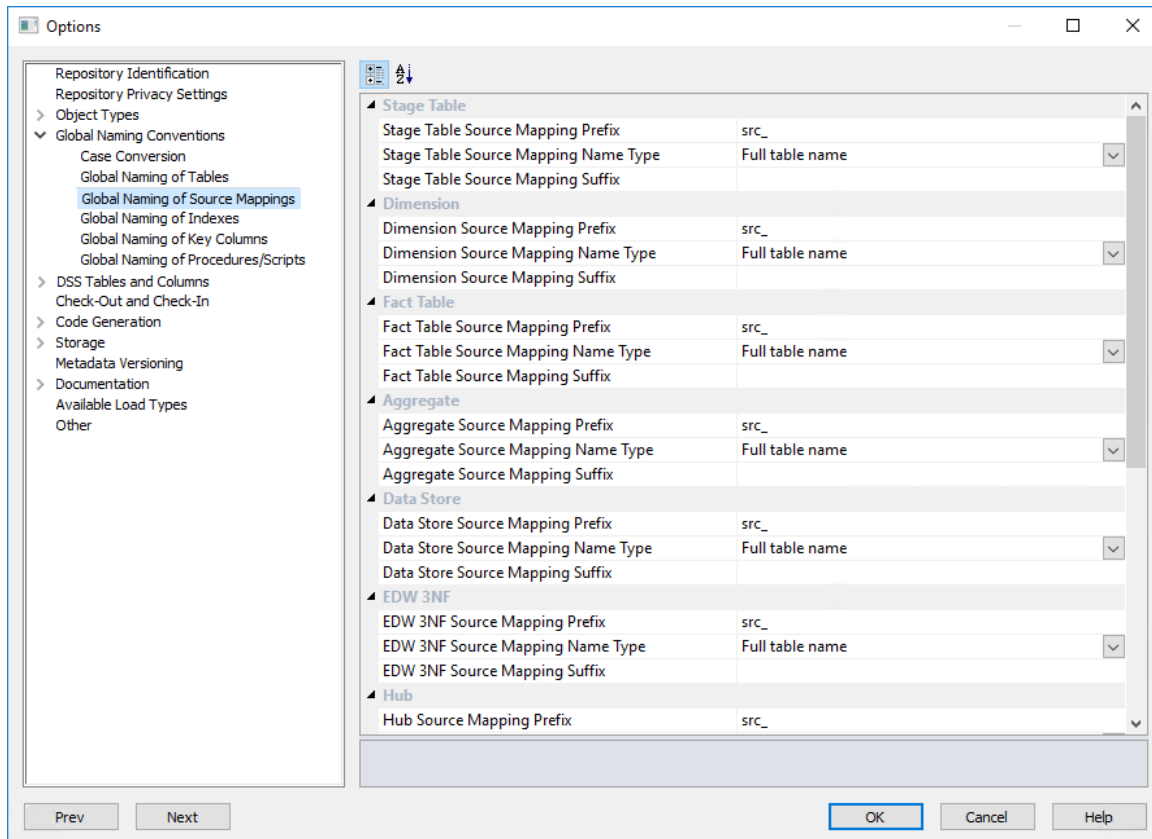 Options
Repository Identification
Repository Privacy Settings
Object Types
Global Naming Conventions
Case Conversion
Global Naming of Tables
Global Naming of Source Mappings
Global Naming of Indexes
Global Naming of Key Columns
Global Naming of Procedures/Scripts
DSS Tables and Columns
Check-Out and Check-In
Code Generation
Storage
Metadata Versioning
Documentation
Available Load Types
Other
Stage Table
Stage Table Source Mapping Prefix src_
Stage Table Source Mapping Name Type Full table name
Stage Table Source Mapping Suffix
Dimension
Dimension Source Mapping Prefix src_
Dimension Source Mapping Name Type Full table name
Dimension Source Mapping Suffix
Fact Table
Fact Table Source Mapping Prefix src_
Fact Table Source Mapping Name Type Full table name
Fact Table Source Mapping Suffix
Aggregate
Aggregate Source Mapping Prefix src_
Aggregate Source Mapping Name Type Full table name
Aggregate Source Mapping Suffix
Data Store
Data Store Source Mapping Prefix src_
Data Store Source Mapping Name Type Full table name
Data Store Source Mapping Suffix
EDW 3NF
EDW 3NF Source Mapping Prefix src_
EDW 3NF Source Mapping Name Type Full table name
EDW 3NF Source Mapping Suffix
Hub
Hub Source Mapping Prefix src_
Prev Next OK Cancel Help